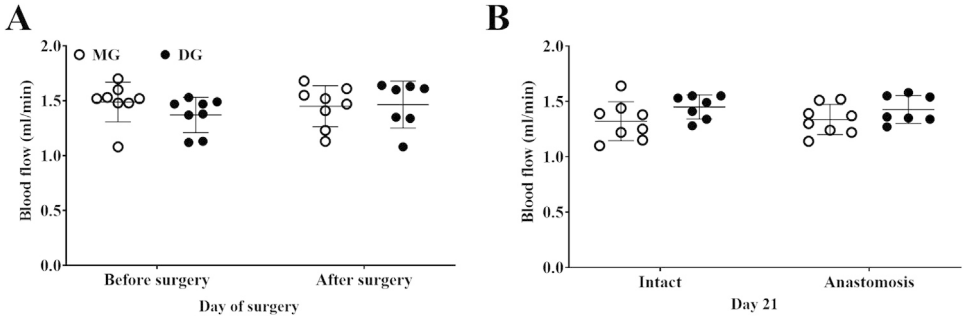 A
Blood flow (ml/min)
2.0
1.5
1.0
0.5
0.0
MG
DG
Before surgery
After surgery
Day of surgery
B
Blood flow (ml/min)
2.0
1.5
1.0
0.5
0.0
Intact
Anastomosis
Day 21